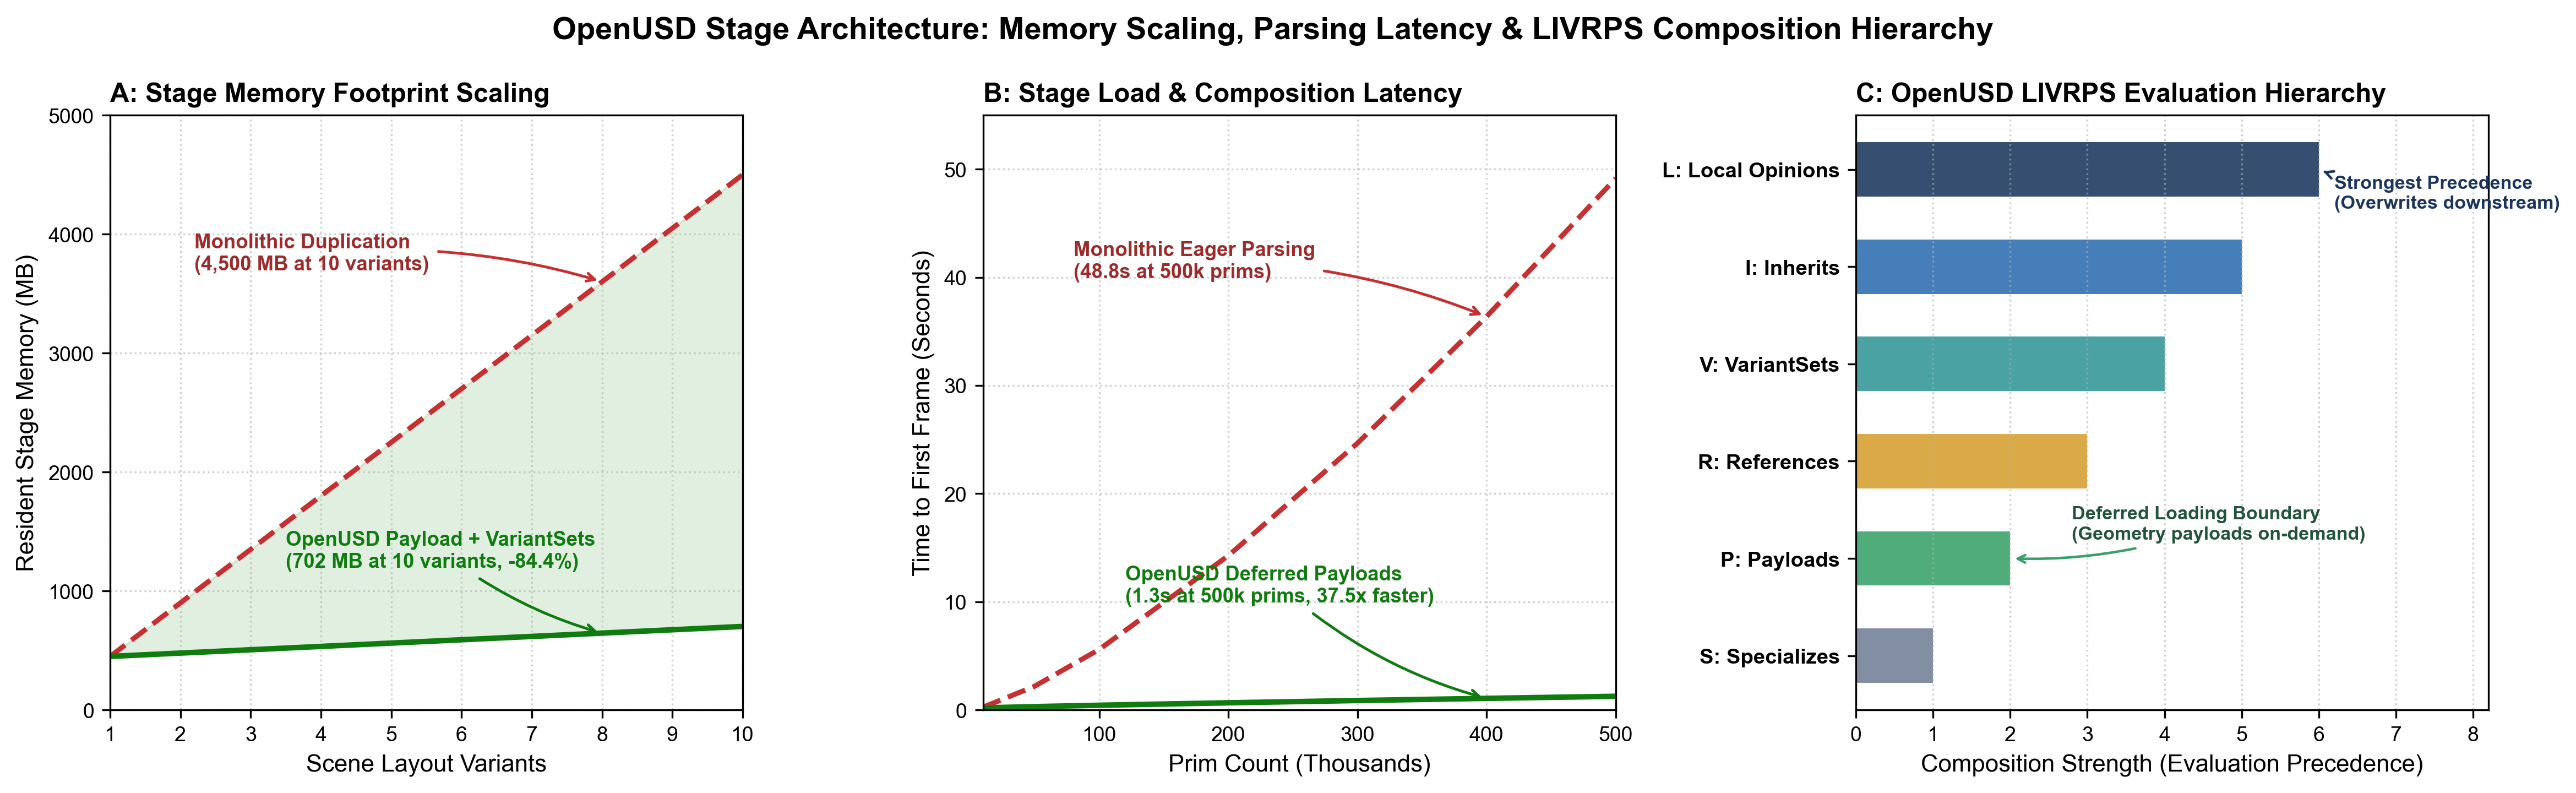 OpenUSD Stage Architecture: Memory Scaling, Parsing Latency & LIVRPS Composition Hierarchy
A: Stage Memory Footprint Scaling
Resident Stage Memory (MB)
5000
4000
3000
2000
1000
0
Monolithic Duplication
(4,500 MB at 10 variants)
OpenUSD Payload + VariantSets
(702 MB at 10 variants, -84.4%)
1 2 3 4 5 6 7 8 9 10
Scene Layout Variants
B: Stage Load & Composition Latency
Time to First Frame (Seconds)
50
40
30
20
10
0
Monolithic Eager Parsing
(48.8s at 500k prims)
OpenUSD Deferred Payloads
(1.3s at 500k prims, 37.5x faster)
100 200 300 400 500
Prim Count (Thousands)
C: OpenUSD LIVRPS Evaluation Hierarchy
L: Local Opinions
Strongest Precedence
(Overwrites downstream)
I: Inherits
V: VariantSets
R: References
Deferred Loading Boundary
(Geometry payloads on-demand)
P: Payloads
S: Specializes
0 1 2 3 4 5 6 7 8
Composition Strength (Evaluation Precedence)